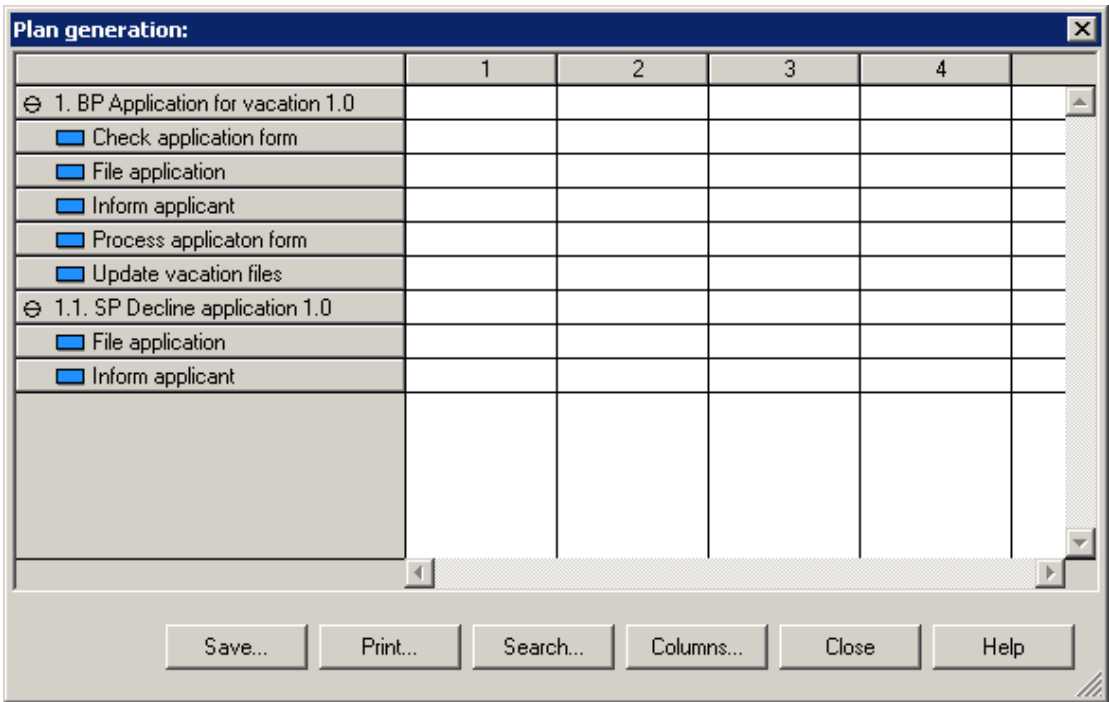 Plan generation:
1 2 3 4
1. BP Application for vacation 1.0
Check application form
File application
Inform applicant
Process applicaton form
Update vacation files
1.1. SP Decline application 1.0
File application
Inform applicant
Save... Print... Search... Columns... Close Help